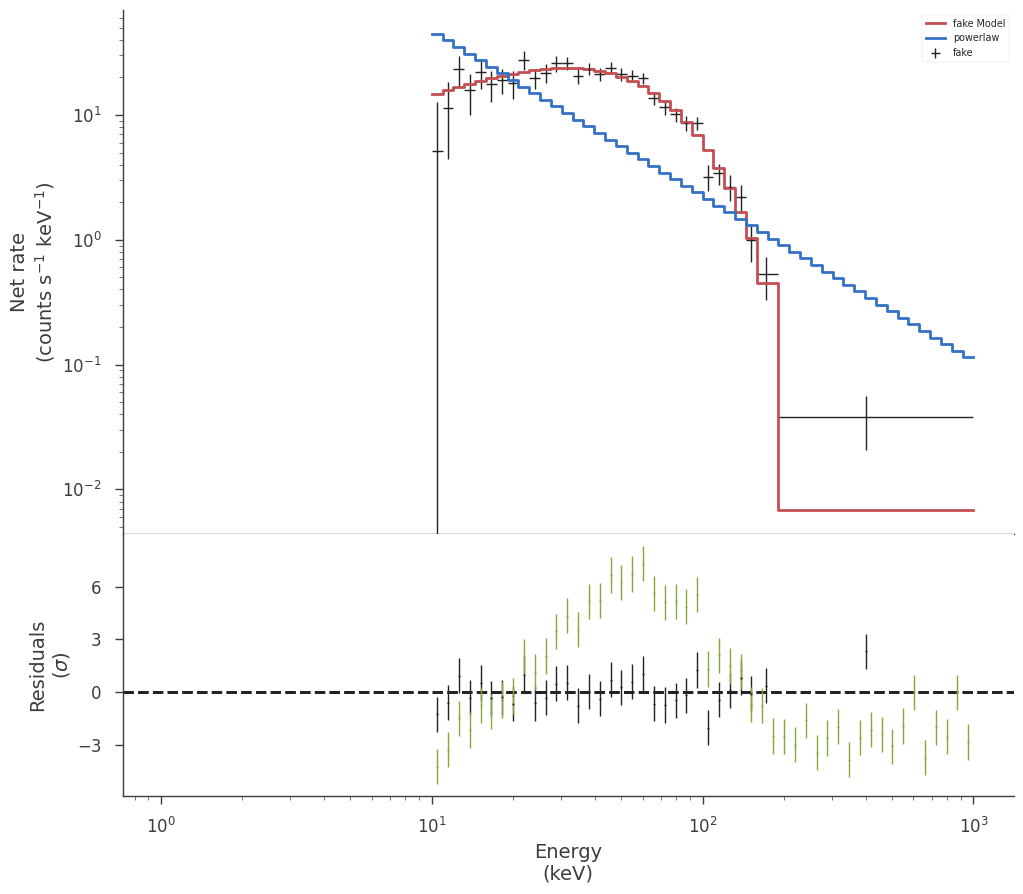 fake Model
powerlaw
fake
Net rate
(counts s⁻¹ keV⁻¹)
10¹
10⁰
10⁻¹
10⁻²
Residuals
(σ)
6
3
0
−3
10⁰
10¹
10²
10³
Energy
(keV)